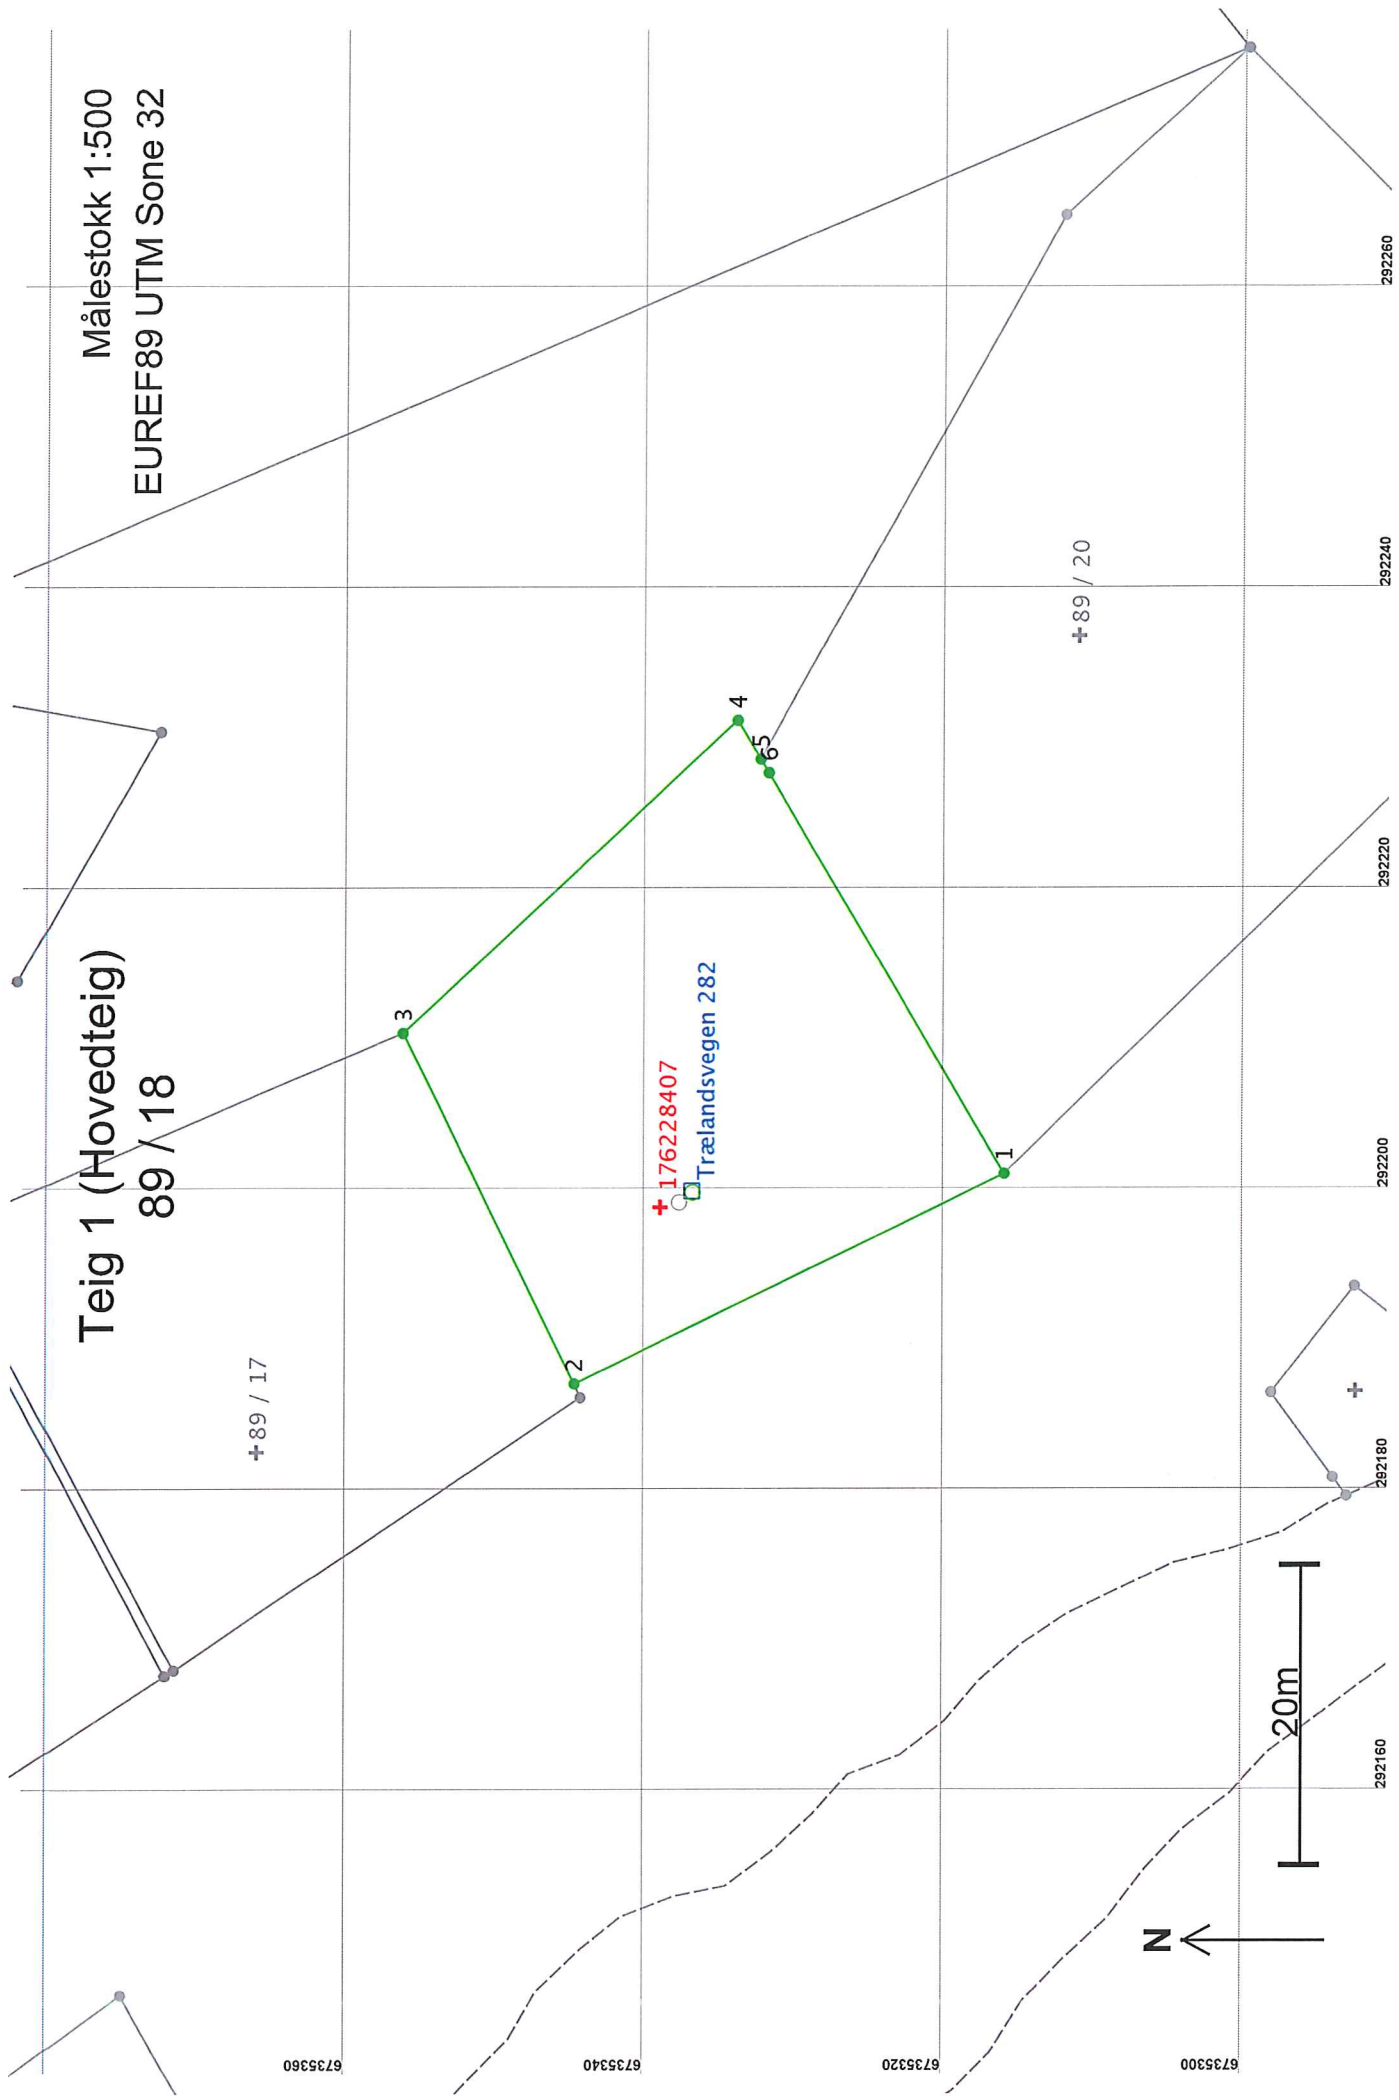 Målestokk 1:500
EUREF89 UTM Sone 32
Teig 1 (Hovedteig)
89 / 18
89 / 17
3
2
4
5
6
176228407
Trælandsvegen 282
1
89 / 20
N
20m
6735360
6735340
6735320
6735300
292160
292180
292200
292220
292240
292260